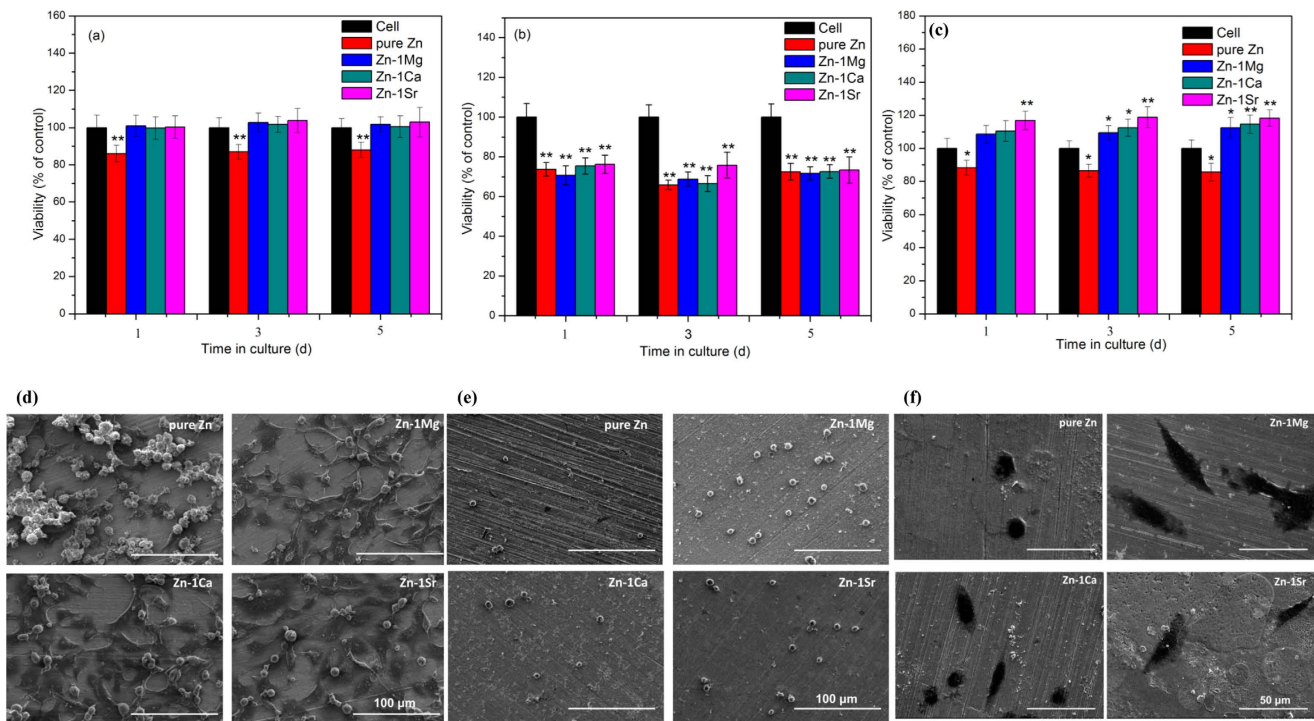 (a)
Cell
pure Zn
Zn-1Mg
Zn-1Ca
Zn-1Sr
160
140
120
100
80
60
40
20
0
Viability (% of control)
**
**
**
1
3
5
Time in culture (d)
(b)
Cell
pure Zn
Zn-1Mg
Zn-1Ca
Zn-1Sr
140
120
100
80
60
40
20
0
Viability (% of control)
** ** ** **
** ** ** **
** ** ** **
1
3
5
Time in culture (d)
(c)
Cell
pure Zn
Zn-1Mg
Zn-1Ca
Zn-1Sr
180
160
140
120
100
80
60
40
20
0
Viability (% of control)
* **
* * * **
* * ** **
1
3
5
Time in culture (d)
(d)
pure Zn
Zn-1Mg
Zn-1Ca
Zn-1Sr
100 µm
(e)
pure Zn
Zn-1Mg
Zn-1Ca
Zn-1Sr
100 µm
(f)
pure Zn
Zn-1Mg
Zn-1Ca
Zn-1Sr
50 µm